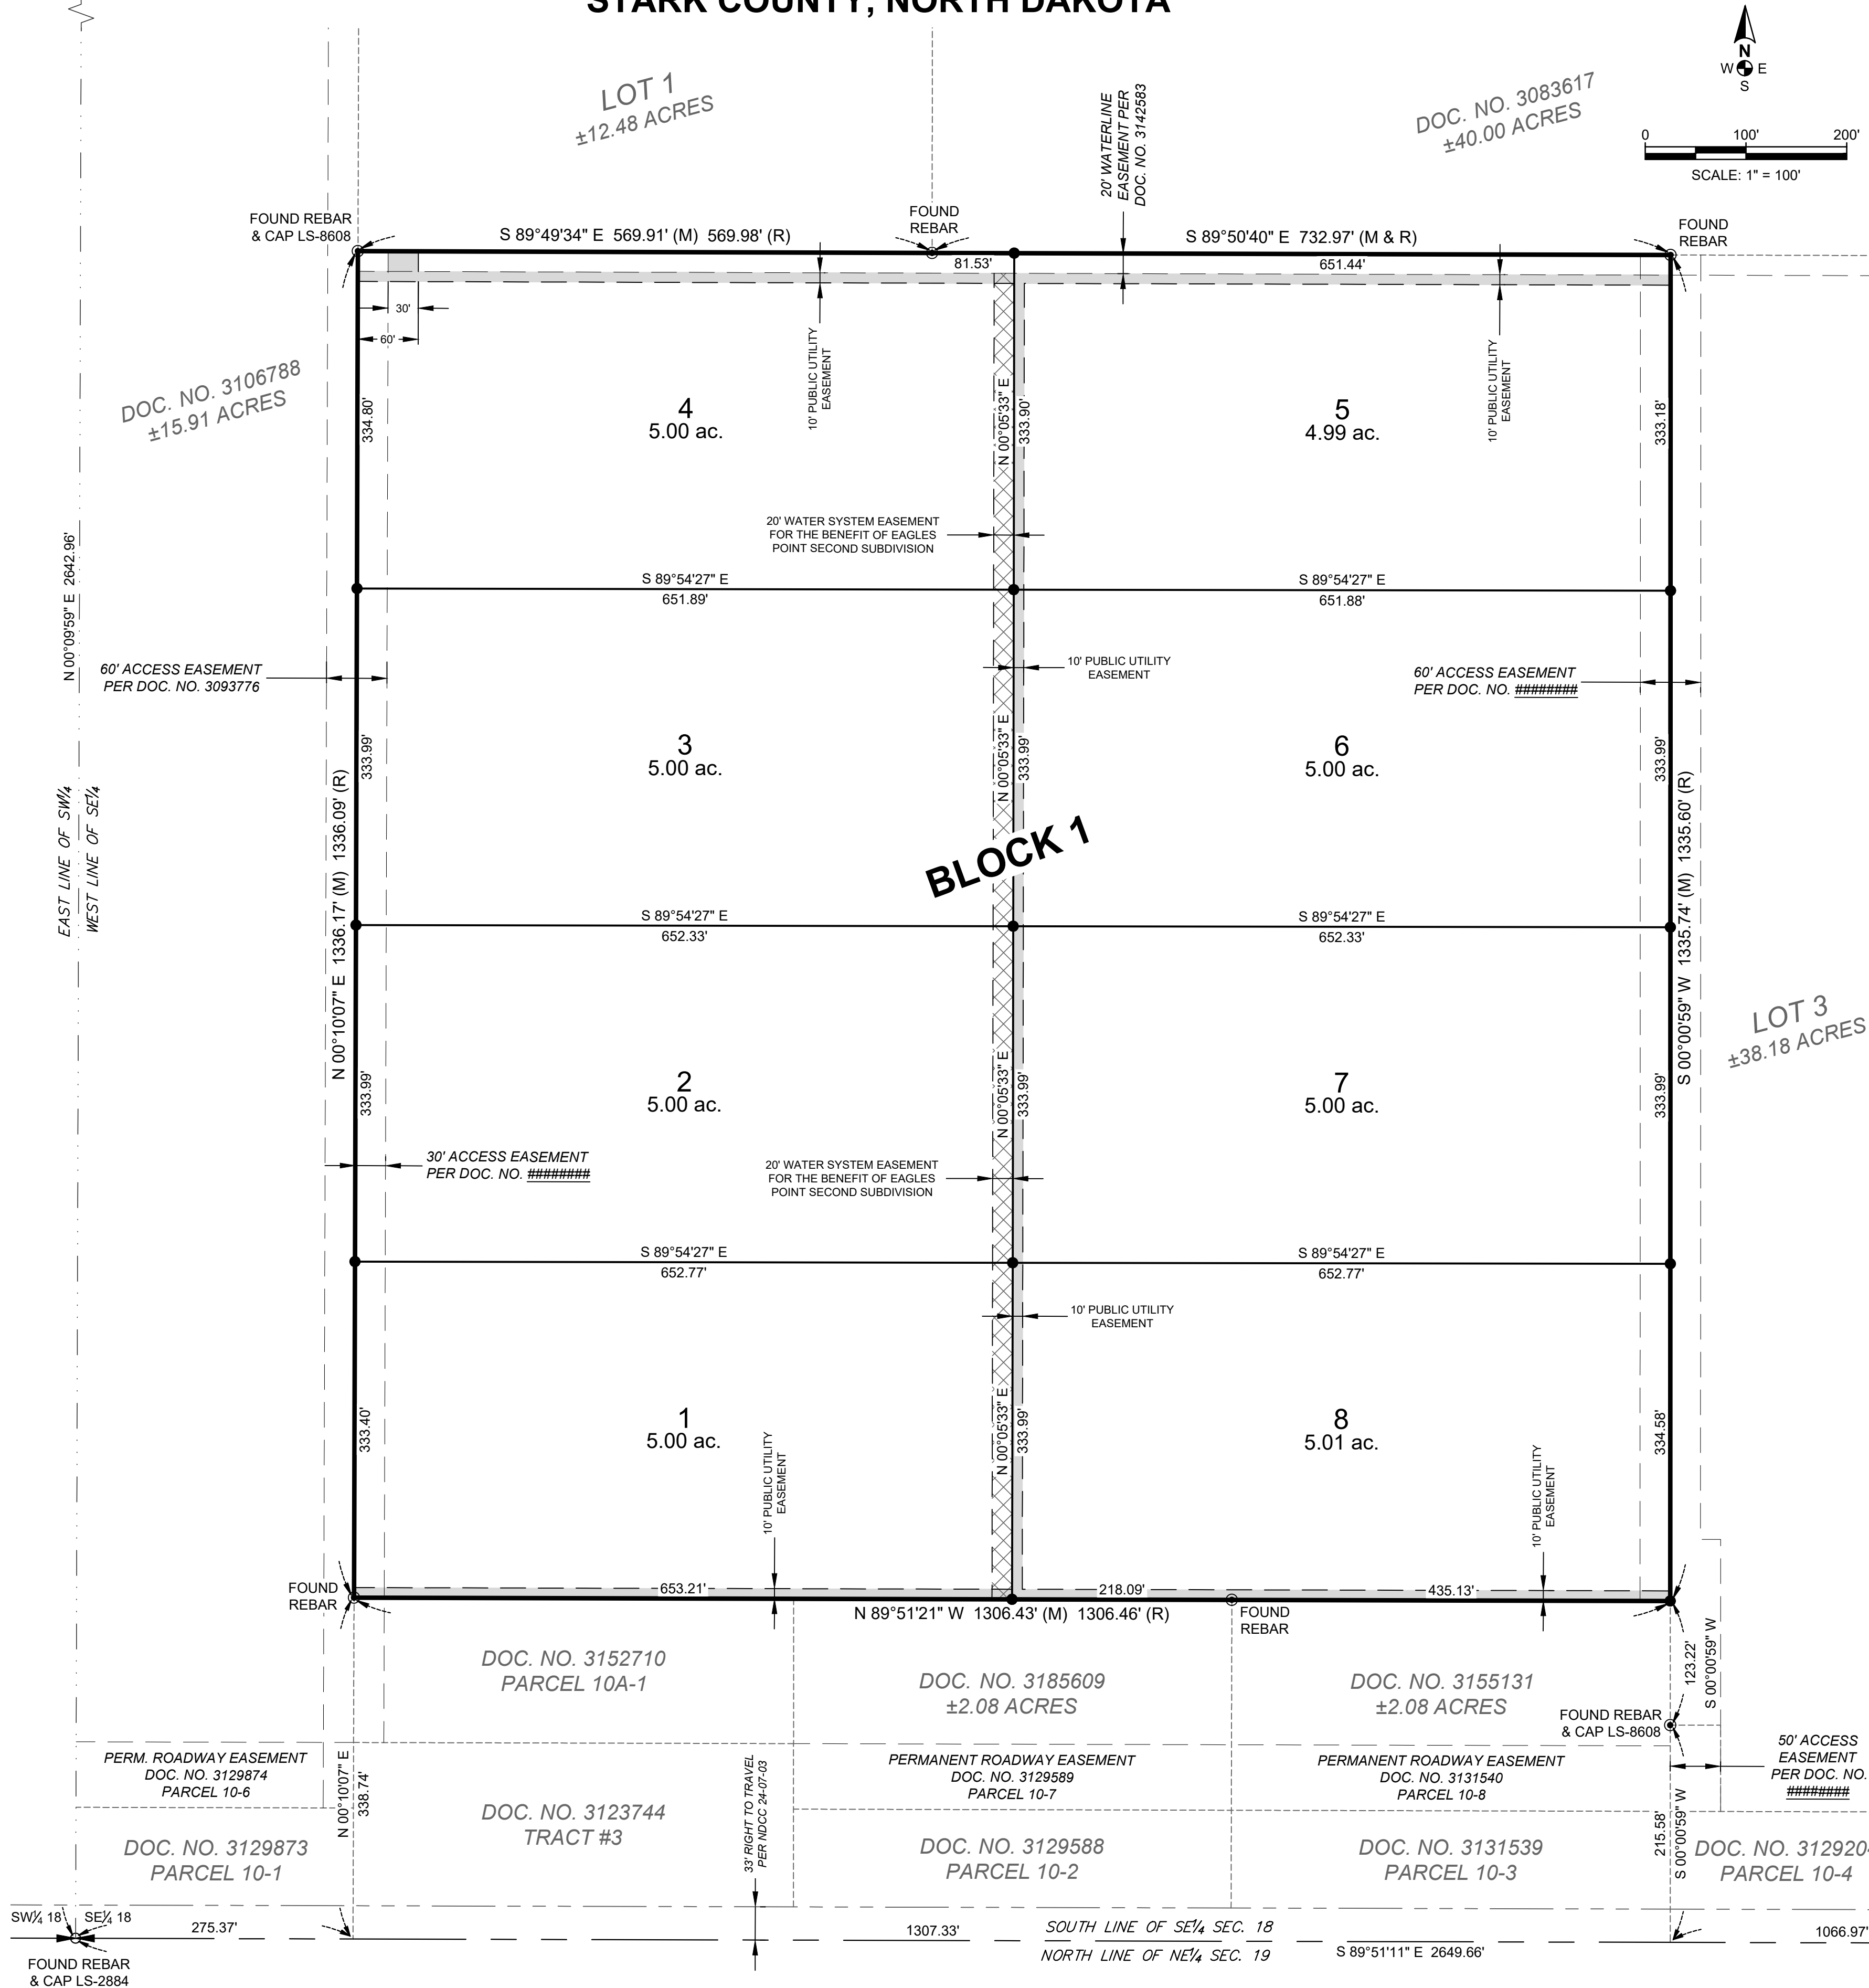 STARK COUNTY, NORTH DAKOTA
N
W E
S
0 100' 200'
SCALE: 1" = 100'
LOT 1
±12.48 ACRES
20' WATERLINE
EASEMENT PER
DOC. NO. 3142583
DOC. NO. 3083617
±40.00 ACRES
FOUND REBAR
& CAP LS-8608
S 89°49'34" E 569.91' (M) 569.98' (R)
FOUND
REBAR
S 89°50'40" E 732.97' (M & R)
FOUND
REBAR
81.53'
651.44'
30'
60'
10' PUBLIC UTILITY
EASEMENT
10' PUBLIC UTILITY
EASEMENT
DOC. NO. 3106788
±15.91 ACRES
334.80'
4
5.00 ac.
N 00°05'33" E
333.90'
5
4.99 ac.
333.18'
20' WATER SYSTEM EASEMENT
FOR THE BENEFIT OF EAGLES
POINT SECOND SUBDIVISION
N 00°09'59" E 2642.96'
S 89°54'27" E
651.89'
S 89°54'27" E
651.88'
60' ACCESS EASEMENT
PER DOC. NO. 3093776
10' PUBLIC UTILITY
EASEMENT
60' ACCESS EASEMENT
PER DOC. NO. ########
333.99'
3
5.00 ac.
N 00°05'33" E
333.99'
6
5.00 ac.
333.99'
EAST LINE OF SW¼
WEST LINE OF SE¼
N 00°10'07" E 1336.17' (M) 1336.09' (R)
BLOCK 1
S 00°00'59" W 1335.74' (M) 1335.60' (R)
S 89°54'27" E
652.33'
S 89°54'27" E
652.33'
LOT 3
±38.18 ACRES
333.99'
2
5.00 ac.
N 00°05'33" E
333.99'
7
5.00 ac.
333.99'
30' ACCESS EASEMENT
PER DOC. NO. ########
20' WATER SYSTEM EASEMENT
FOR THE BENEFIT OF EAGLES
POINT SECOND SUBDIVISION
S 89°54'27" E
652.77'
S 89°54'27" E
652.77'
10' PUBLIC UTILITY
EASEMENT
333.40'
1
5.00 ac.
N 00°05'33" E
333.99'
8
5.01 ac.
334.58'
10' PUBLIC UTILITY
EASEMENT
10' PUBLIC UTILITY
EASEMENT
FOUND
REBAR
653.21'
218.09'
435.13'
N 89°51'21" W 1306.43' (M) 1306.46' (R)
FOUND
REBAR
DOC. NO. 3152710
PARCEL 10A-1
DOC. NO. 3185609
±2.08 ACRES
DOC. NO. 3155131
±2.08 ACRES
123.22'
S 00°00'59" W
FOUND REBAR
& CAP LS-8608
PERM. ROADWAY EASEMENT
DOC. NO. 3129874
PARCEL 10-6
N 00°10'07" E
338.74'
33' RIGHT TO TRAVEL
PER NDCC 24-07-03
PERMANENT ROADWAY EASEMENT
DOC. NO. 3129589
PARCEL 10-7
PERMANENT ROADWAY EASEMENT
DOC. NO. 3131540
PARCEL 10-8
50' ACCESS
EASEMENT
PER DOC. NO.
########
DOC. NO. 3123744
TRACT #3
215.58'
S 00°00'59" W
DOC. NO. 3129873
PARCEL 10-1
DOC. NO. 3129588
PARCEL 10-2
DOC. NO. 3131539
PARCEL 10-3
DOC. NO. 312920
PARCEL 10-4
SW¼ 18 SE¼ 18
275.37'
1307.33'
SOUTH LINE OF SE¼ SEC. 18
NORTH LINE OF NE¼ SEC. 19
S 89°51'11" E 2649.66'
1066.97'
FOUND REBAR
& CAP LS-2884